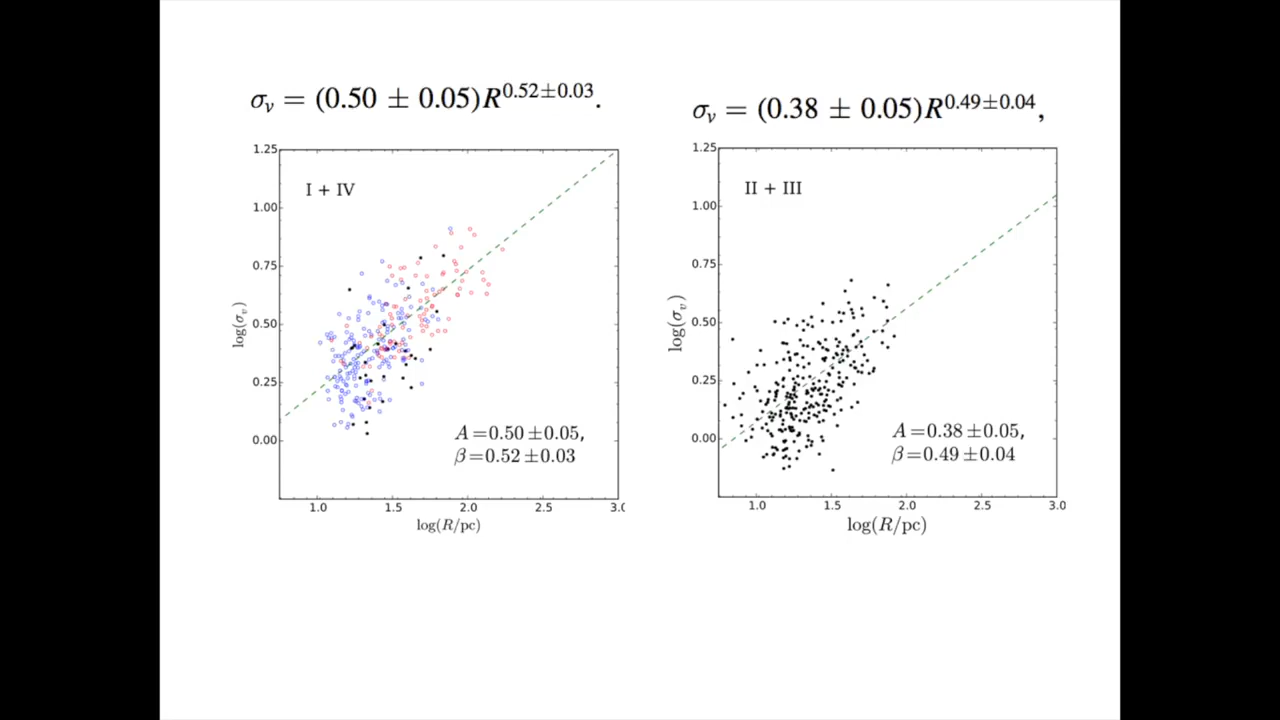 σ_v = (0.50 ± 0.05)R^{0.52±0.03}.
1.25
1.00
0.75
0.50
0.25
0.00
log(σ_v)
I + IV
A=0.50±0.05,
β=0.52±0.03
1.0 1.5 2.0 2.5 3.0
log(R/pc)
σ_v = (0.38 ± 0.05)R^{0.49±0.04},
1.25
1.00
0.75
0.50
0.25
0.00
log(σ_v)
II + III
A=0.38±0.05,
β=0.49±0.04
1.0 1.5 2.0 2.5 3.0
log(R/pc)